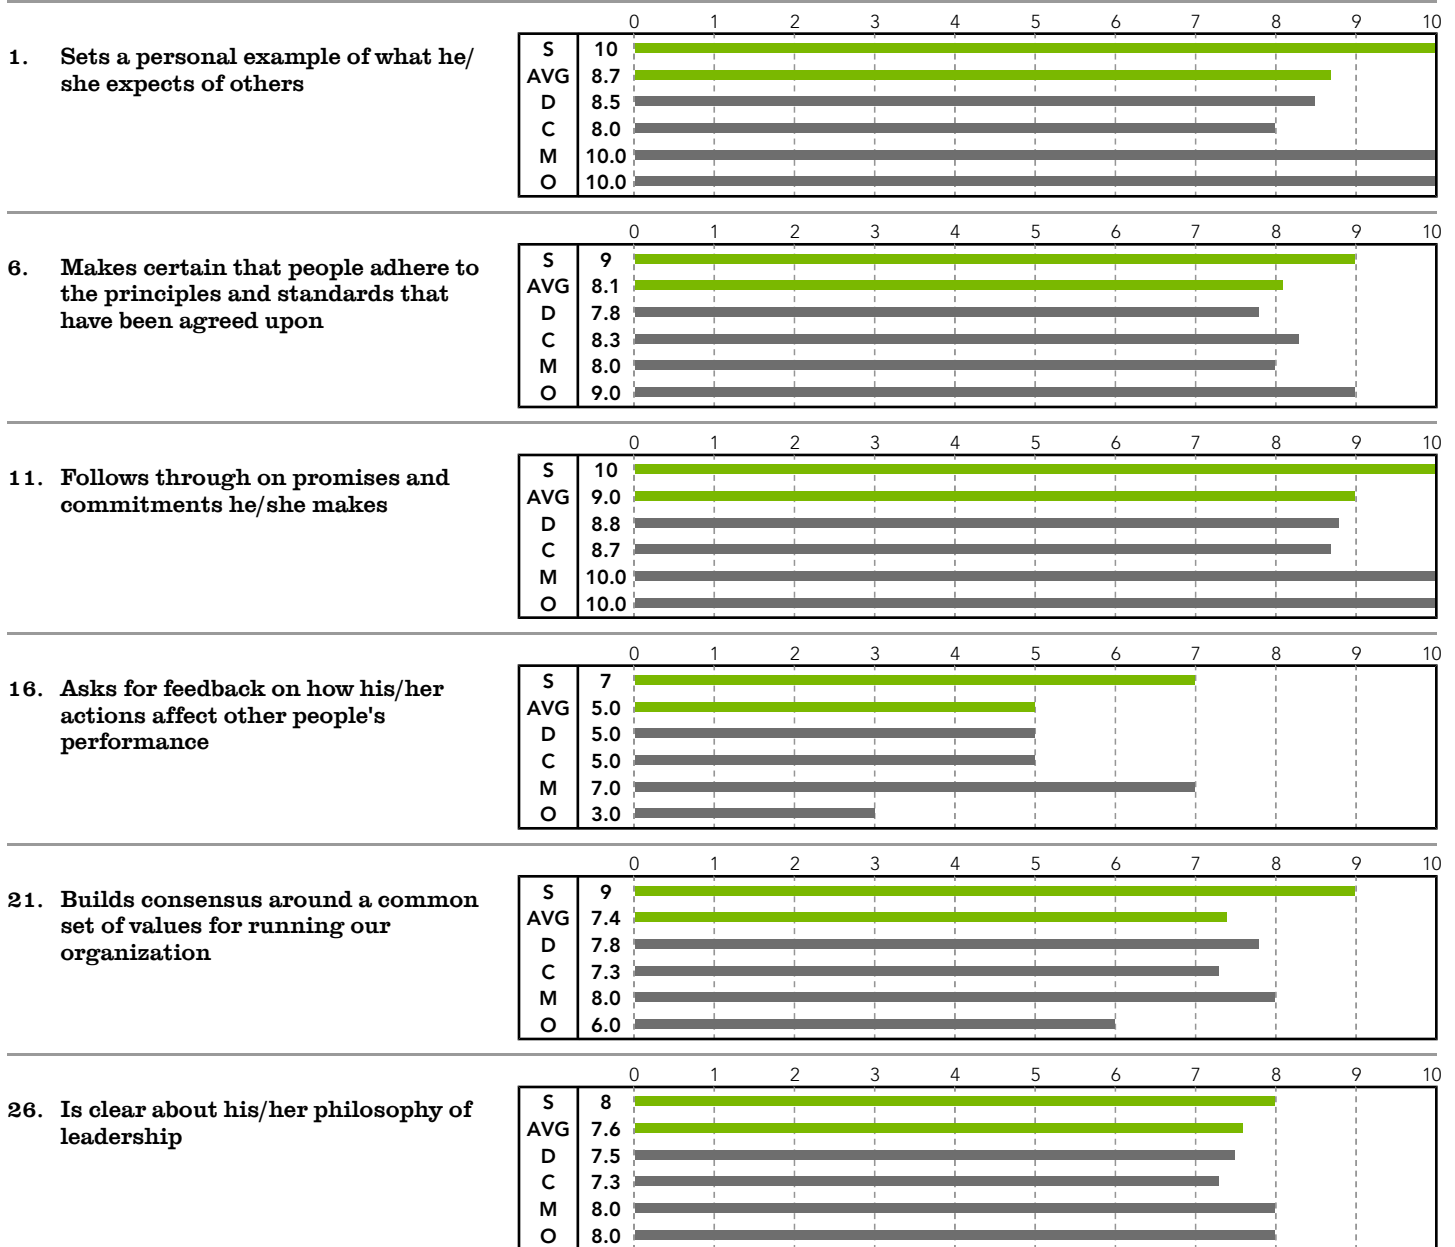 0 1 2 3 4 5 6 7 8 9 10
1. Sets a personal example of what he/
she expects of others
S 10
AVG 8.7
D 8.5
C 8.0
M 10.0
O 10.0
0 1 2 3 4 5 6 7 8 9 10
6. Makes certain that people adhere to
the principles and standards that
have been agreed upon
S 9
AVG 8.1
D 7.8
C 8.3
M 8.0
O 9.0
0 1 2 3 4 5 6 7 8 9 10
11. Follows through on promises and
commitments he/she makes
S 10
AVG 9.0
D 8.8
C 8.7
M 10.0
O 10.0
0 1 2 3 4 5 6 7 8 9 10
16. Asks for feedback on how his/her
actions affect other people's
performance
S 7
AVG 5.0
D 5.0
C 5.0
M 7.0
O 3.0
0 1 2 3 4 5 6 7 8 9 10
21. Builds consensus around a common
set of values for running our
organization
S 9
AVG 7.4
D 7.8
C 7.3
M 8.0
O 6.0
0 1 2 3 4 5 6 7 8 9 10
26. Is clear about his/her philosophy of
leadership
S 8
AVG 7.6
D 7.5
C 7.3
M 8.0
O 8.0